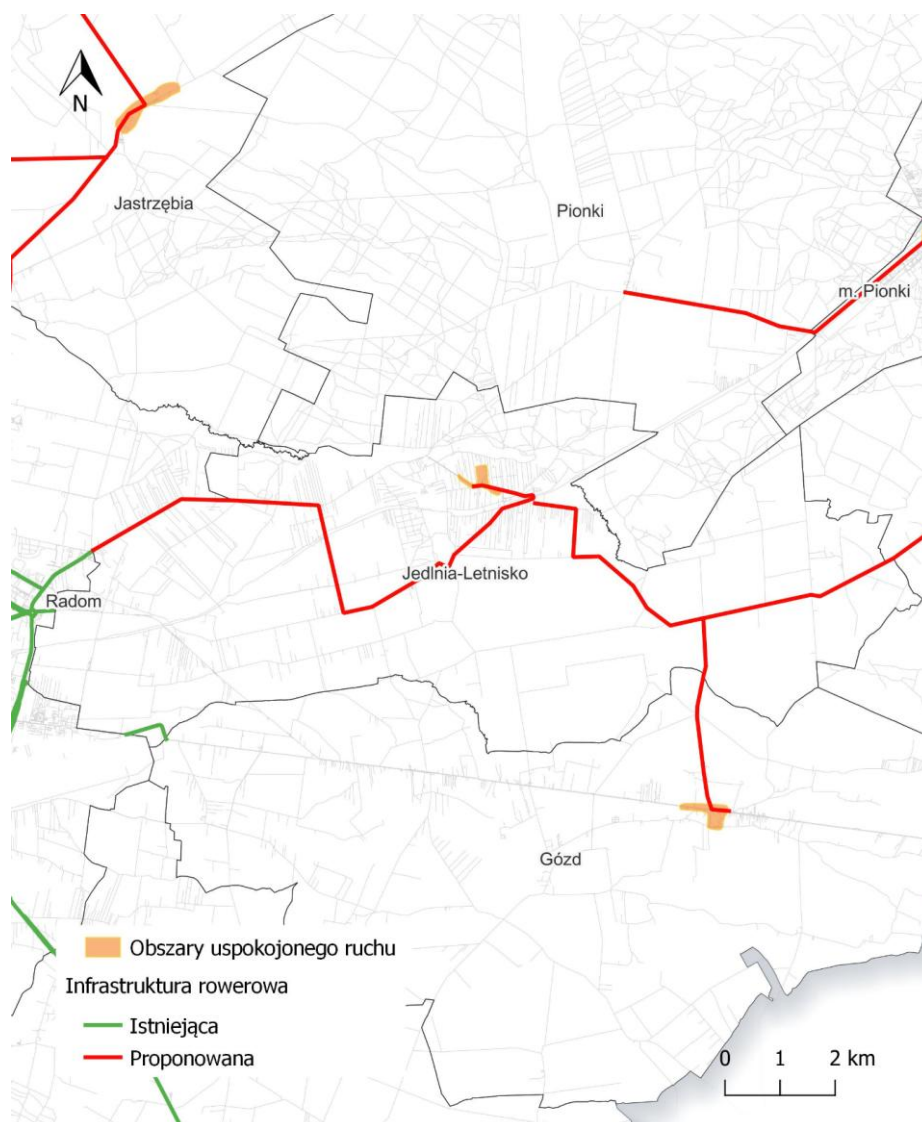 N
Jastrzębia
Pionki
m. Pionki
Jedlnia-Letnisko
Radom
Gózd
Obszary uspokojonego ruchu
Infrastruktura rowerowa
Istniejąca
Proponowana
0 1 2 km